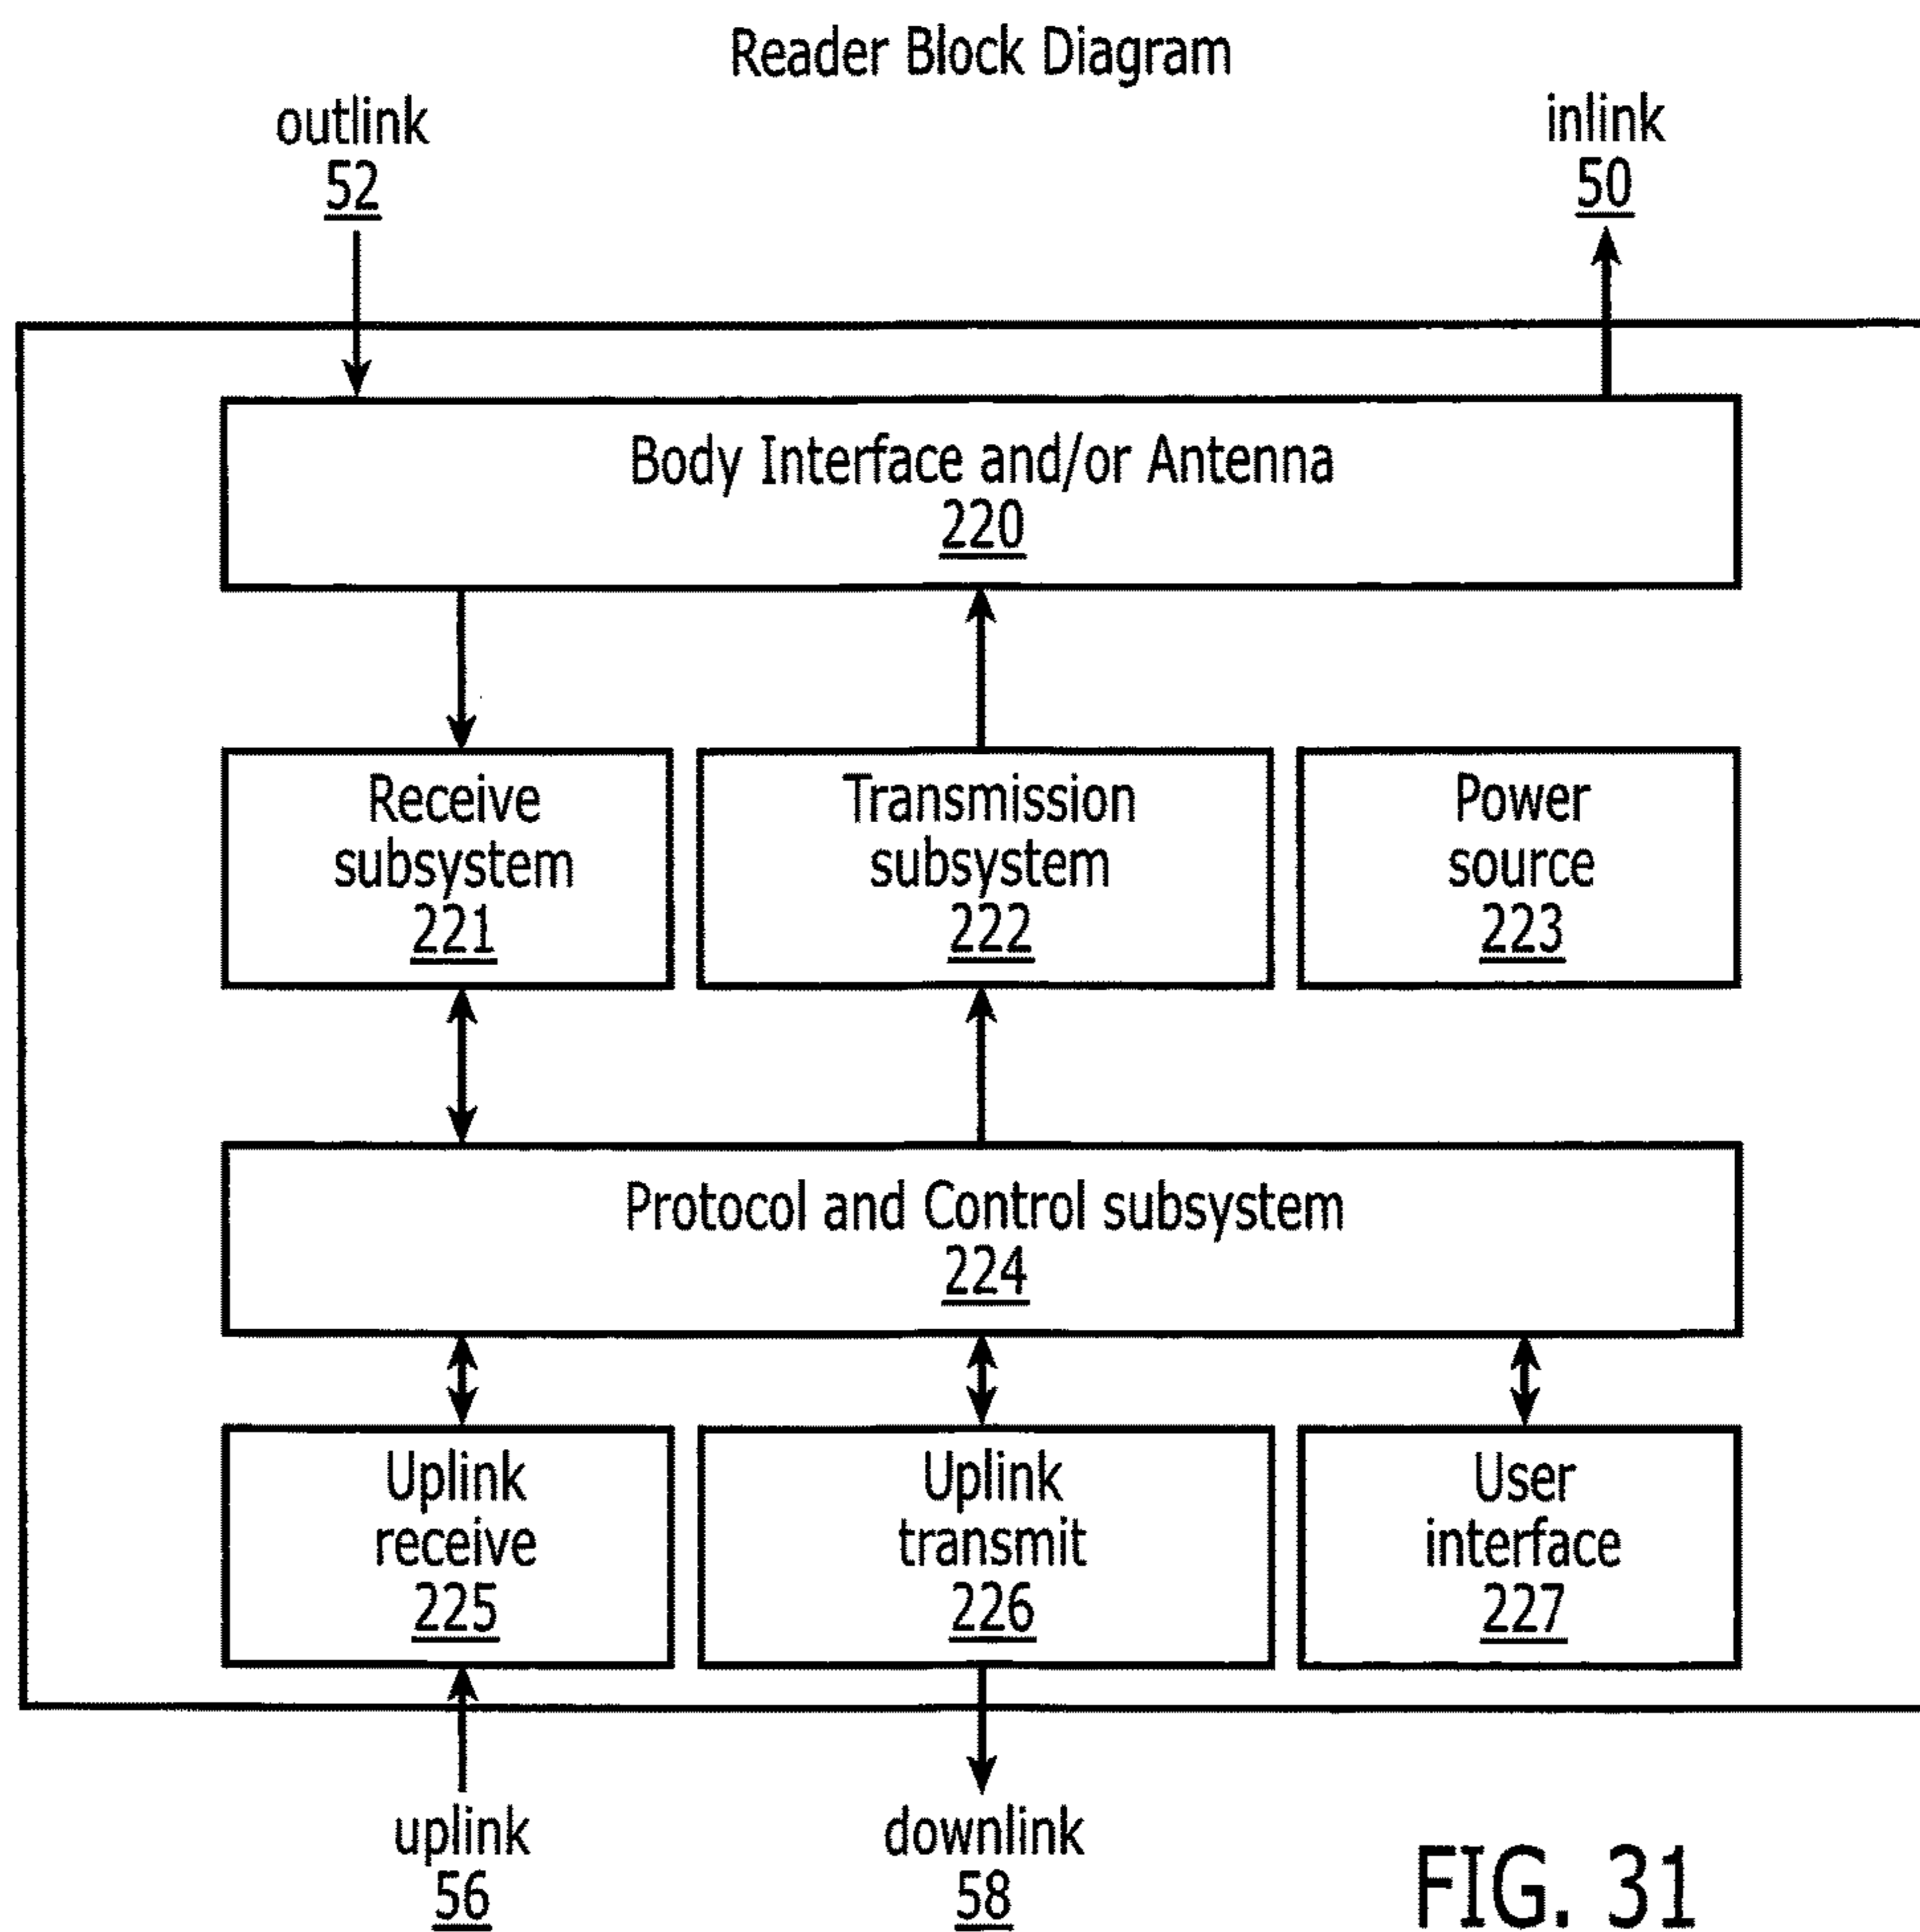 Reader Block Diagram
outlink
52
inlink
50
Body Interface and/or Antenna
220
Receive
subsystem
221
Transmission
subsystem
222
Power
source
223
Protocol and Control subsystem
224
Uplink
receive
225
Uplink
transmit
226
User
interface
227
uplink
56
downlink
58
FIG. 31